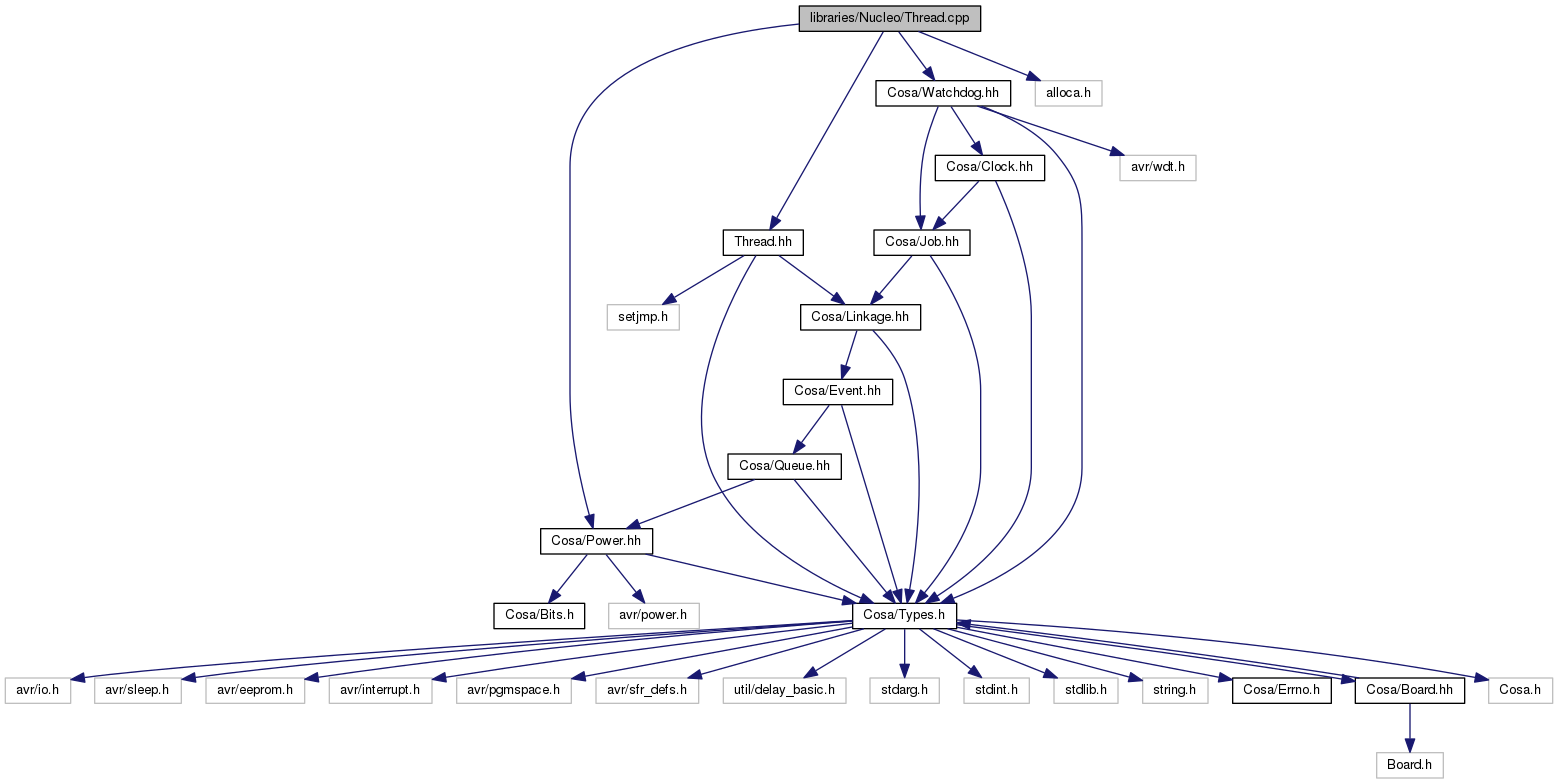 libraries/Nucleo/Thread.cpp
Cosa/Watchdog.hh
alloca.h
Cosa/Clock.hh
avr/wdt.h
Thread.hh
Cosa/Job.hh
setjmp.h
Cosa/Linkage.hh
Cosa/Event.hh
Cosa/Queue.hh
Cosa/Power.hh
Cosa/Bits.h
avr/power.h
Cosa/Types.h
avr/io.h
avr/sleep.h
avr/eeprom.h
avr/interrupt.h
avr/pgmspace.h
avr/sfr_defs.h
util/delay_basic.h
stdarg.h
stdint.h
stdlib.h
string.h
Cosa/Errno.h
Cosa/Board.hh
Cosa.h
Board.h